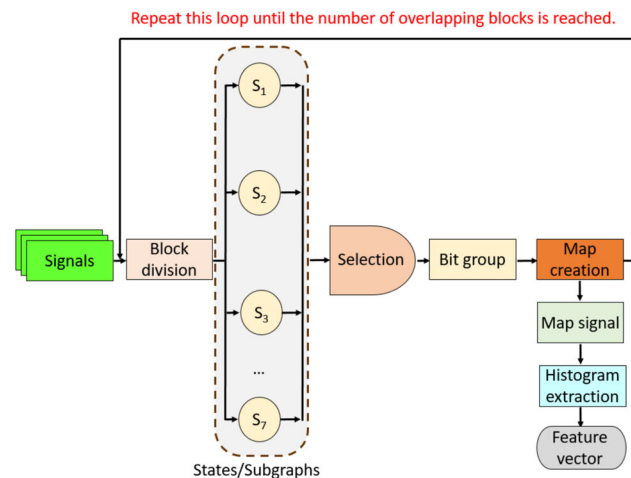 Repeat this loop until the number of overlapping blocks is reached.
S1
S2
Signals
Block
division
Selection
Bit group
Map
creation
S3
Map signal
...
Histogram
extraction
S7
Feature
vector
States/Subgraphs